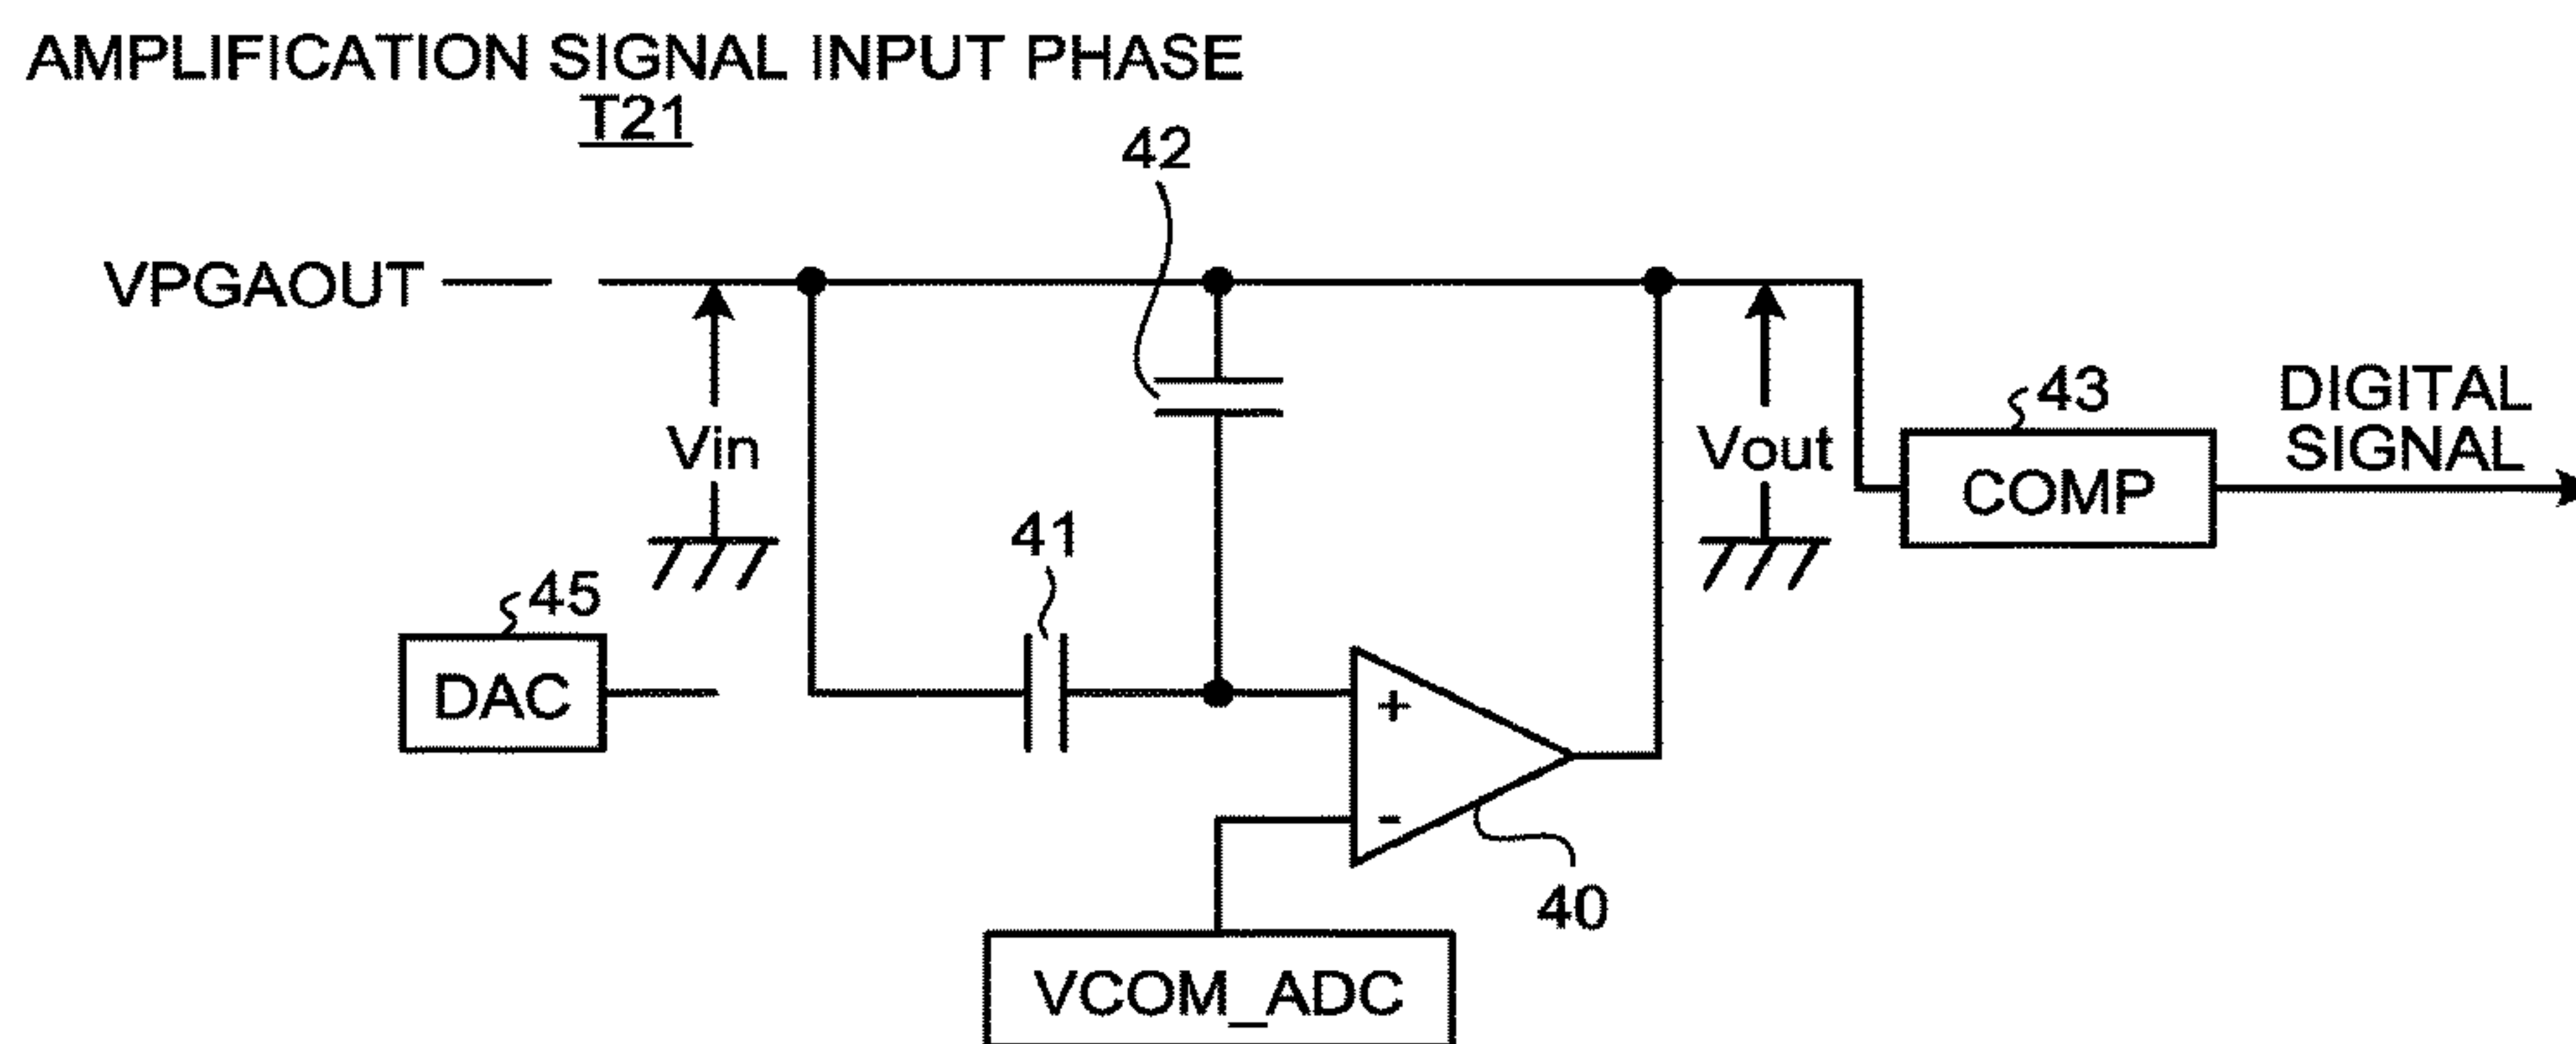 AMPLIFICATION SIGNAL INPUT PHASE
T21
42
VPGAOUT
Vin
Vout
43
COMP
DIGITAL
SIGNAL
41
45
DAC
+
-
40
VCOM_ADC